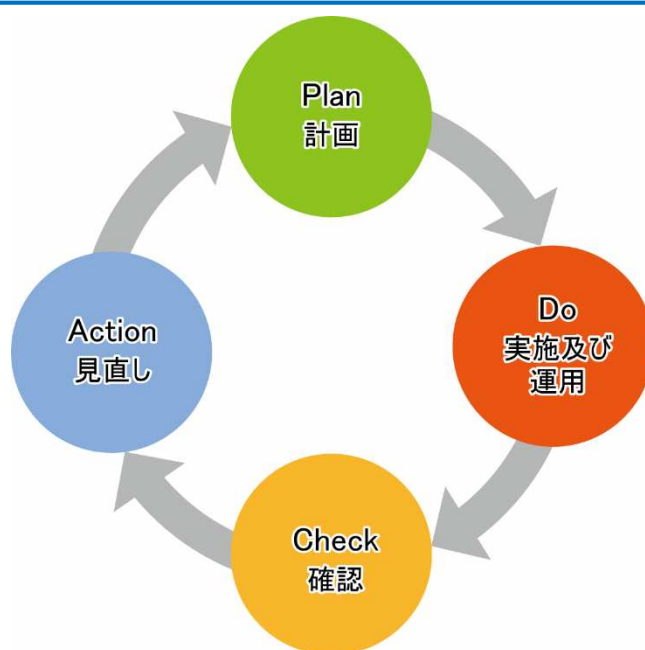 Plan
計画
Do
実施及び
運用
Check
確認
Action
見直し